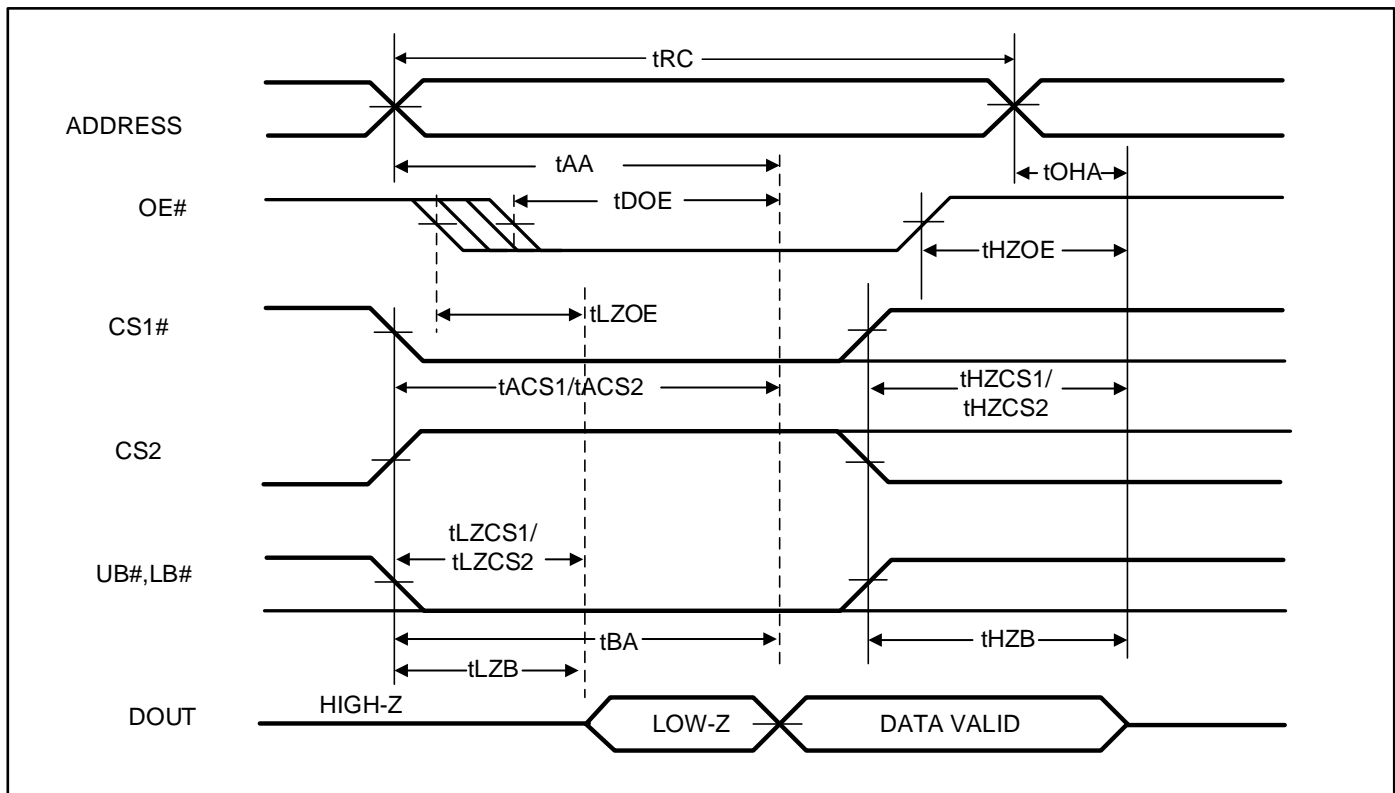 tRC
ADDRESS
tAA
tOHA
OE#
tDOE
tHZOE
tLZOE
CS1#
tACS1/tACS2
tHZCS1/
tHZCS2
CS2
tLZCS1/
tLZCS2
UB#,LB#
tBA
tHZB
tLZB
DOUT
HIGH-Z
LOW-Z
DATA VALID